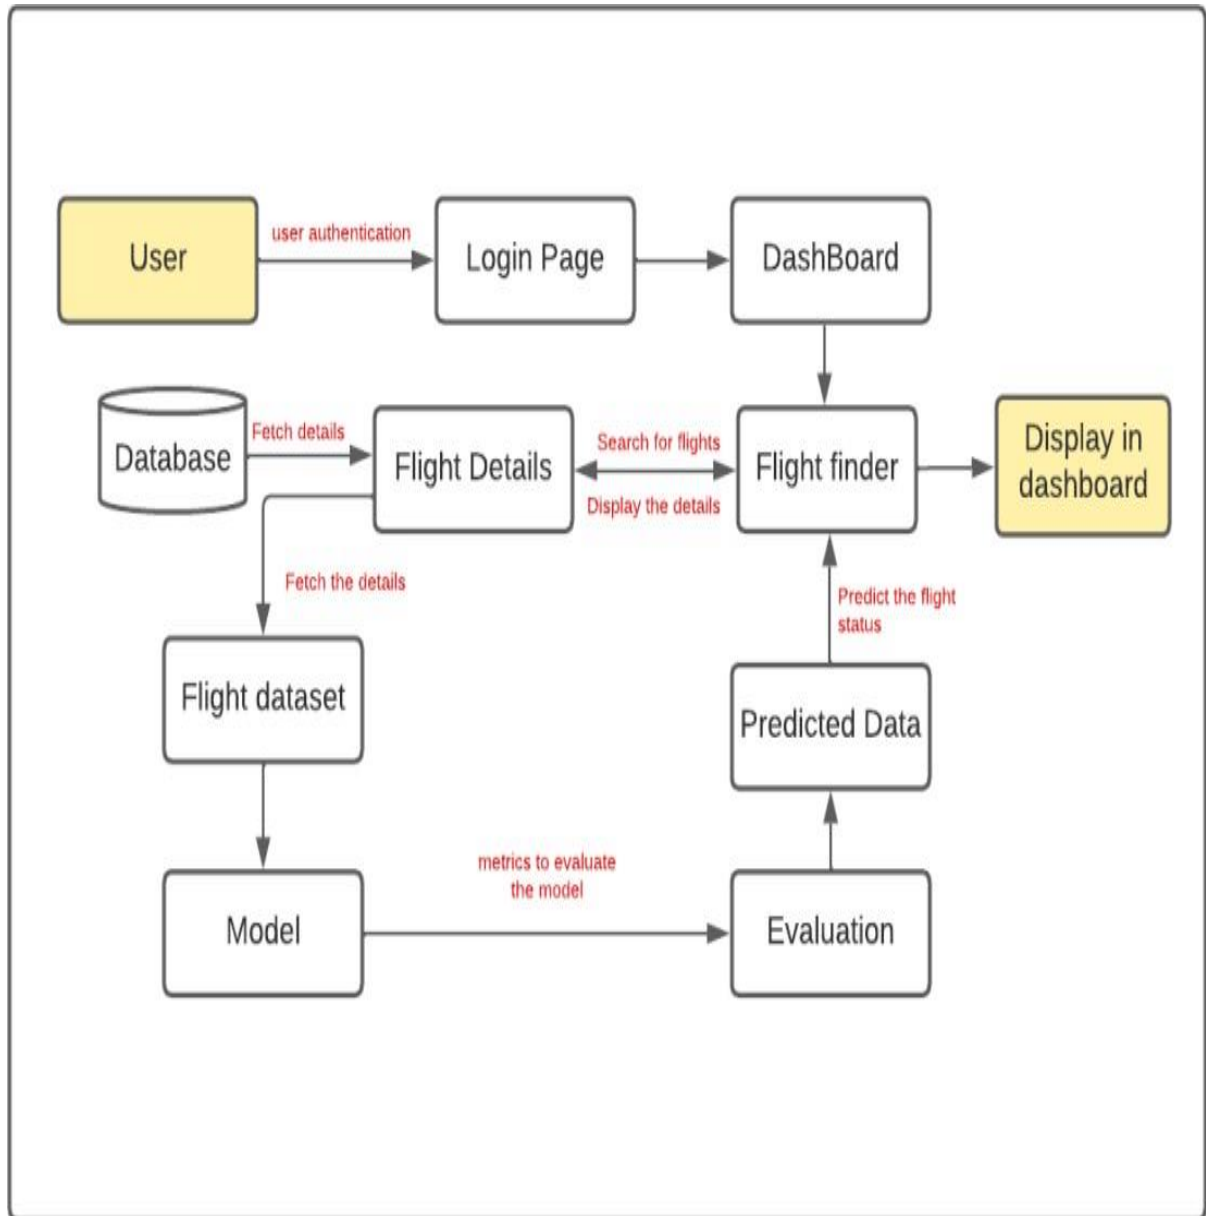 User
user authentication
Login Page
DashBoard
Database
Fetch details
Flight Details
Search for flights
Display the details
Flight finder
Display in
dashboard
Fetch the details
Predict the flight
status
Flight dataset
Predicted Data
metrics to evaluate
the model
Model
Evaluation